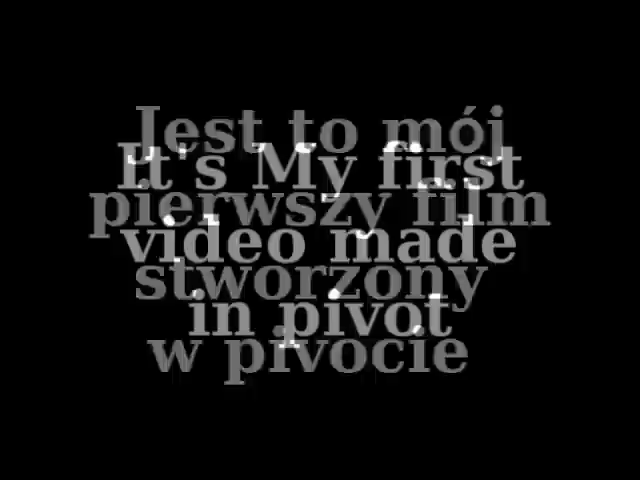 Jest to mój
It's My first
pierwszy film
video made
stworzony
in pivot
w pivocie